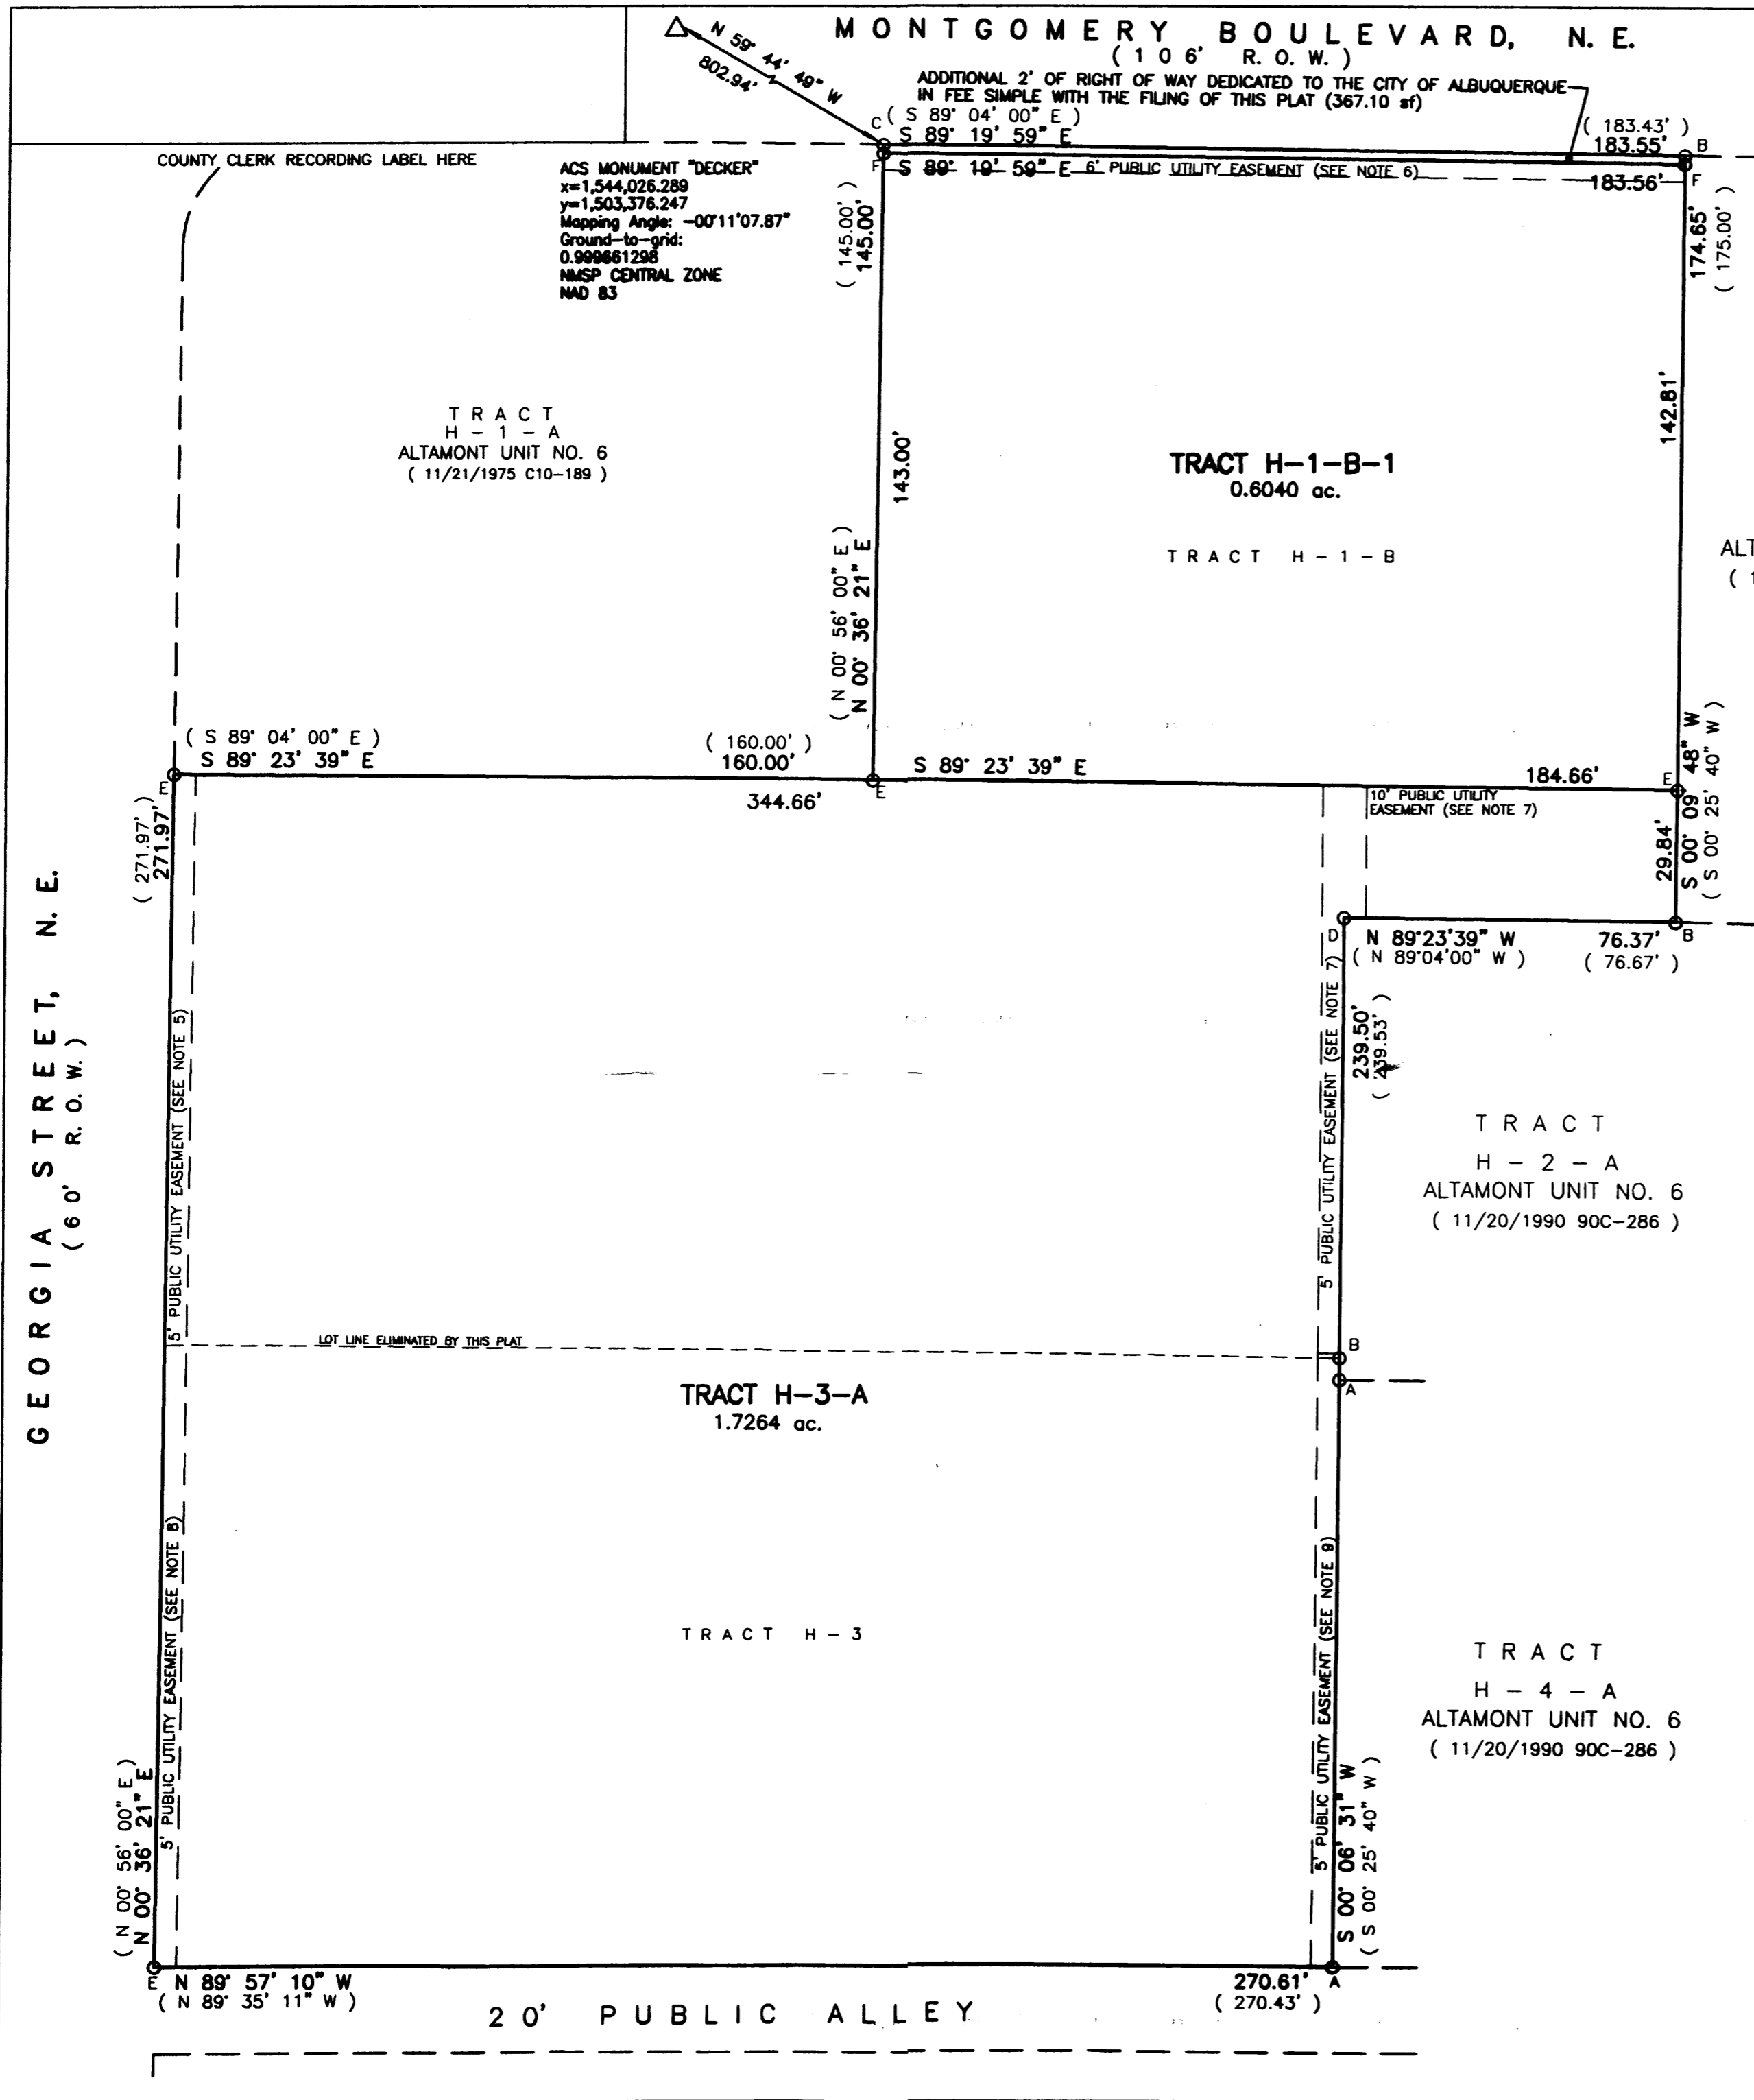 MONTGOMERY BOULEVARD, N. E.
( 106' R. O. W. )
N 59° 44' 49" W
802.94'
ADDITIONAL 2' OF RIGHT OF WAY DEDICATED TO THE CITY OF ALBUQUERQUE
IN FEE SIMPLE WITH THE FILING OF THIS PLAT (367.10 sf)
C
( S 89° 04' 00" E )
S 89° 19' 59" E
( 183.43' )
183.55'
B
COUNTY CLERK RECORDING LABEL HERE
F
S 89° 19' 59" E
6' PUBLIC UTILITY EASEMENT (SEE NOTE 6)
183.56'
F
ACS MONUMENT "DECKER"
x=1,544,026.289
y=1,503,376.247
Mapping Angle: -00°11'07.87"
Ground-to-grid:
0.999661298
NMSP CENTRAL ZONE
NAD 83
( 145.00' )
145.00'
174.65'
( 175.00' )
TRACT
H - 1 - A
ALTAMONT UNIT NO. 6
( 11/21/1975 C10-189 )
143.00'
142.81'
TRACT H-1-B-1
0.6040 ac.
TRACT H - 1 - B
ALT
( 1
( N 00° 56' 00" E )
N 00° 36' 21" E
( S 89° 04' 00" E )
S 89° 23' 39" E
( 160.00' )
160.00'
S 89° 23' 39" E
184.66'
E
E
E
344.66'
10' PUBLIC UTILITY
EASEMENT (SEE NOTE 7)
29.84'
S 00° 09' 48" W
( S 00° 25' 40" W )
( 271.97' )
271.97'
D
N 89°23'39" W
( N 89°04'00" W )
76.37'
( 76.67' )
B
GEORGIA STREET, N. E.
( 60' R. O. W. )
5' PUBLIC UTILITY EASEMENT (SEE NOTE 5)
5' PUBLIC UTILITY EASEMENT (SEE NOTE 7)
239.50'
( 239.53' )
TRACT
H - 2 - A
ALTAMONT UNIT NO. 6
( 11/20/1990 90C-286 )
LOT LINE ELIMINATED BY THIS PLAT
B
A
TRACT H-3-A
1.7264 ac.
5' PUBLIC UTILITY EASEMENT (SEE NOTE 8)
5' PUBLIC UTILITY EASEMENT (SEE NOTE 9)
TRACT H - 3
TRACT
H - 4 - A
ALTAMONT UNIT NO. 6
( 11/20/1990 90C-286 )
( N 00° 56' 00" E )
N 00° 36' 21" E
S 00° 06' 31" W
( S 00° 25' 40" W )
E
N 89° 57' 10" W
( N 89° 35' 11" W )
270.61'
( 270.43' )
A
20' PUBLIC ALLEY